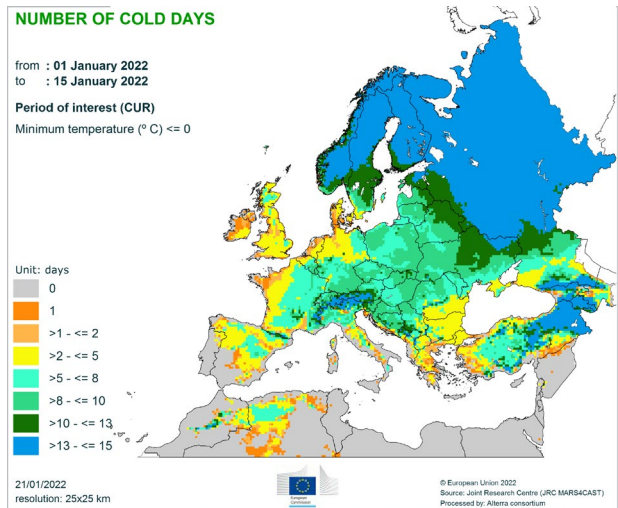 NUMBER OF COLD DAYS
from : 01 January 2022
to : 15 January 2022
Period of interest (CUR)
Minimum temperature (º C) <= 0
Unit: days
0
1
>1 - <= 2
>2 - <= 5
>5 - <= 8
>8 - <= 10
>10 - <= 13
>13 - <= 15
21/01/2022
resolution: 25x25 km
European
Commission
© European Union 2022
Source: Joint Research Centre (JRC MARS4CAST)
Processed by: Alterra consortium